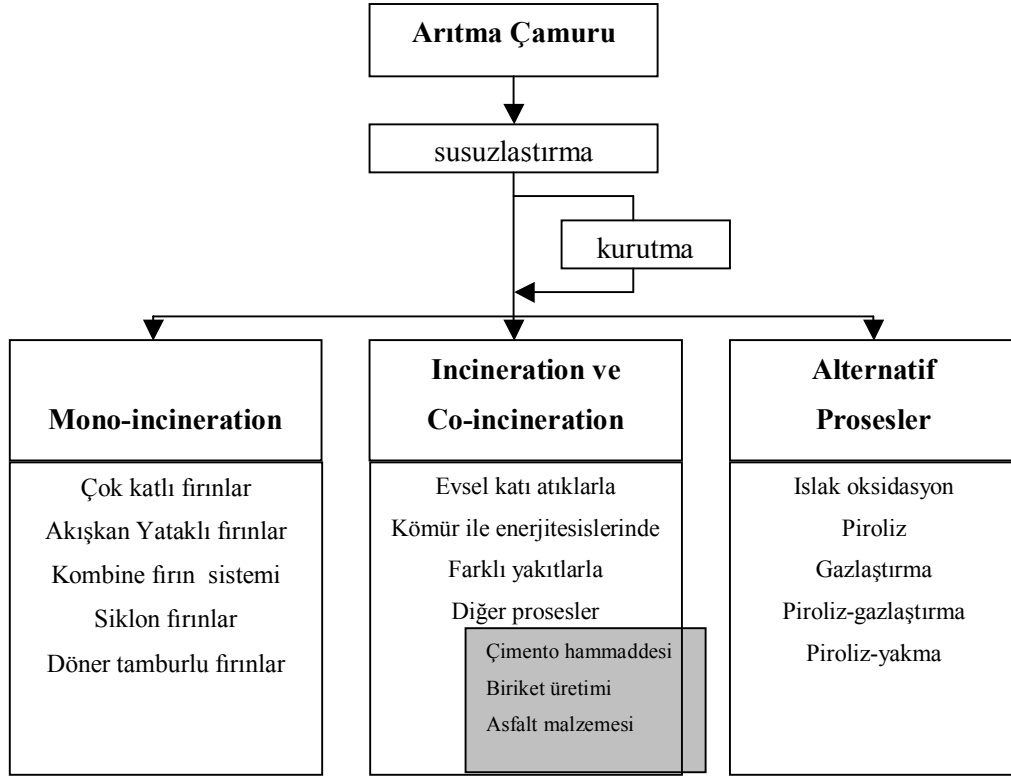 Arıtma Çamuru
susuzlastırma
kurutma
Mono-incineration
Çok katlı fırınlar
Akışkan Yataklı fırınlar
Kombine fırın sistemi
Siklon fırınlar
Döner tamburlu fırınlar
Incineration ve
Co-incineration
Evsel katı atıklarla
Kömür ile enerjitesislerinde
Farklı yakıtlarla
Diğer prosesler
Çimento hammaddesi
Biriket üretimi
Asfalt malzemesi
Alternatif
Prosesler
Islak oksidasyon
Piroliz
Gazlaştırma
Piroliz-gazlaştırma
Piroliz-yakma